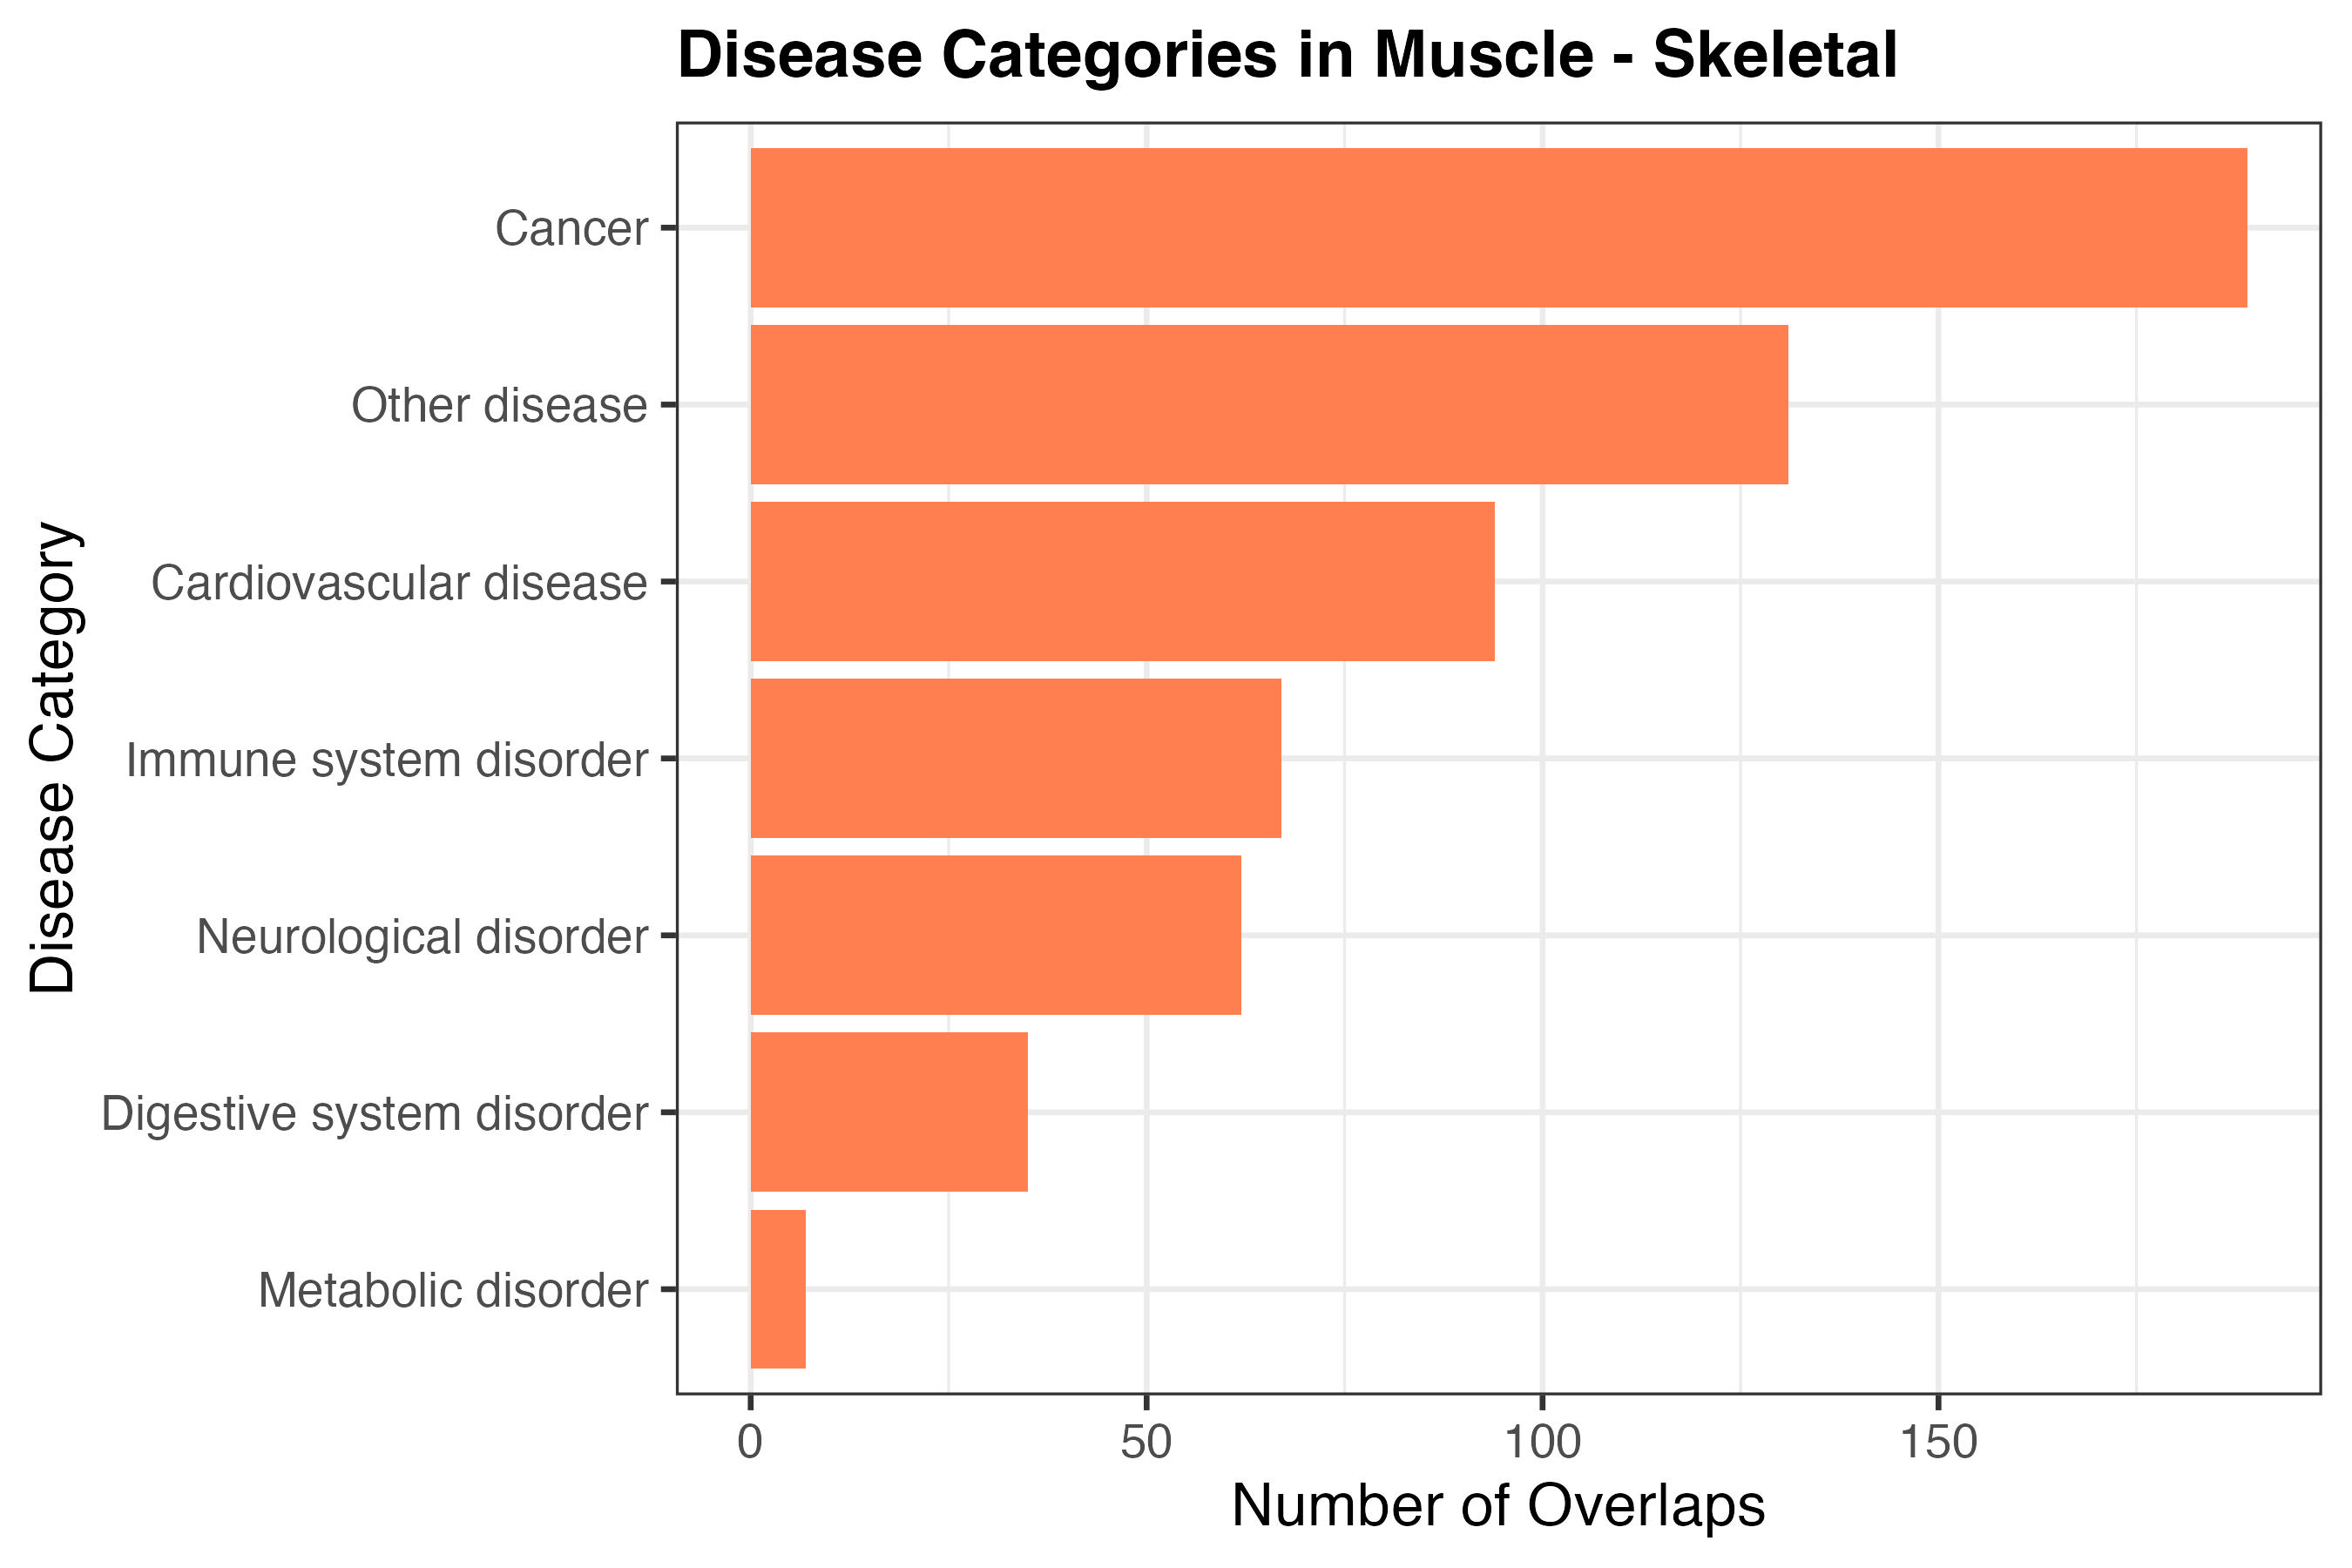 Disease Categories in Muscle - Skeletal
Disease Category
Cancer
Other disease
Cardiovascular disease
Immune system disorder
Neurological disorder
Digestive system disorder
Metabolic disorder
0 50 100 150
Number of Overlaps